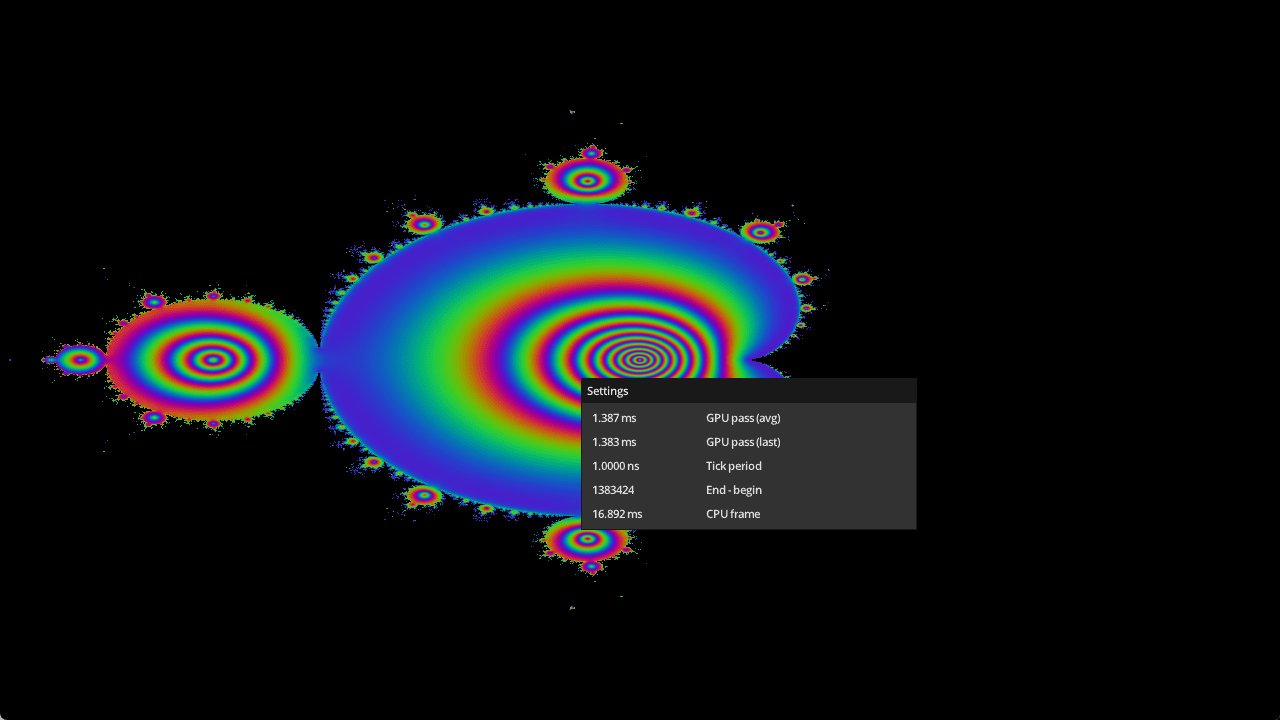 Settings
1.387 ms GPU pass (avg)
1.383 ms GPU pass (last)
1.0000 ns Tick period
1383424 End - begin
16.892 ms CPU frame